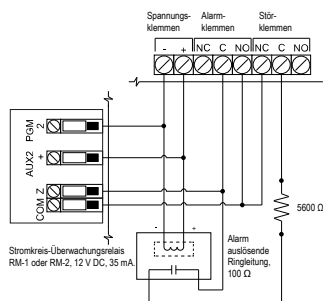 Spannungs-
klemmen
Alarm-
klemmen
Stör-
klemmen
- + NC C NO NC C NO
PGM
2
AUX2
+
COM Z
5600 Ω
- +
Stromkreis-Überwachungsrelais
RM-1 oder RM-2, 12 V DC, 35 mA.
Alarm
auslösende
Ringleitung,
100 Ω